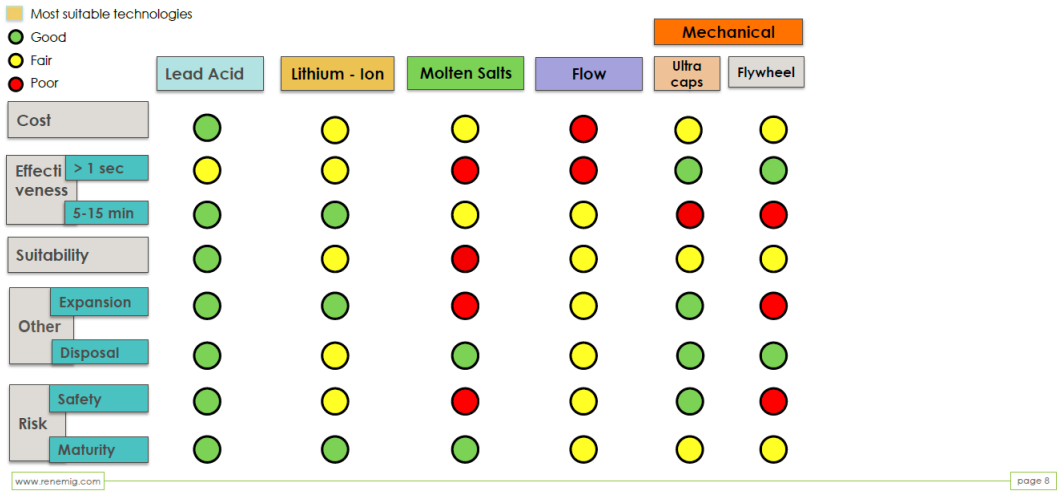 Most suitable technologies
Good
Fair
Poor
Mechanical
Lead Acid
Lithium - Ion
Molten Salts
Flow
Ultra
caps
Flywheel
Cost
Effecti
veness
> 1 sec
5-15 min
Suitability
Other
Expansion
Disposal
Risk
Safety
Maturity
www.renemig.com
page 8